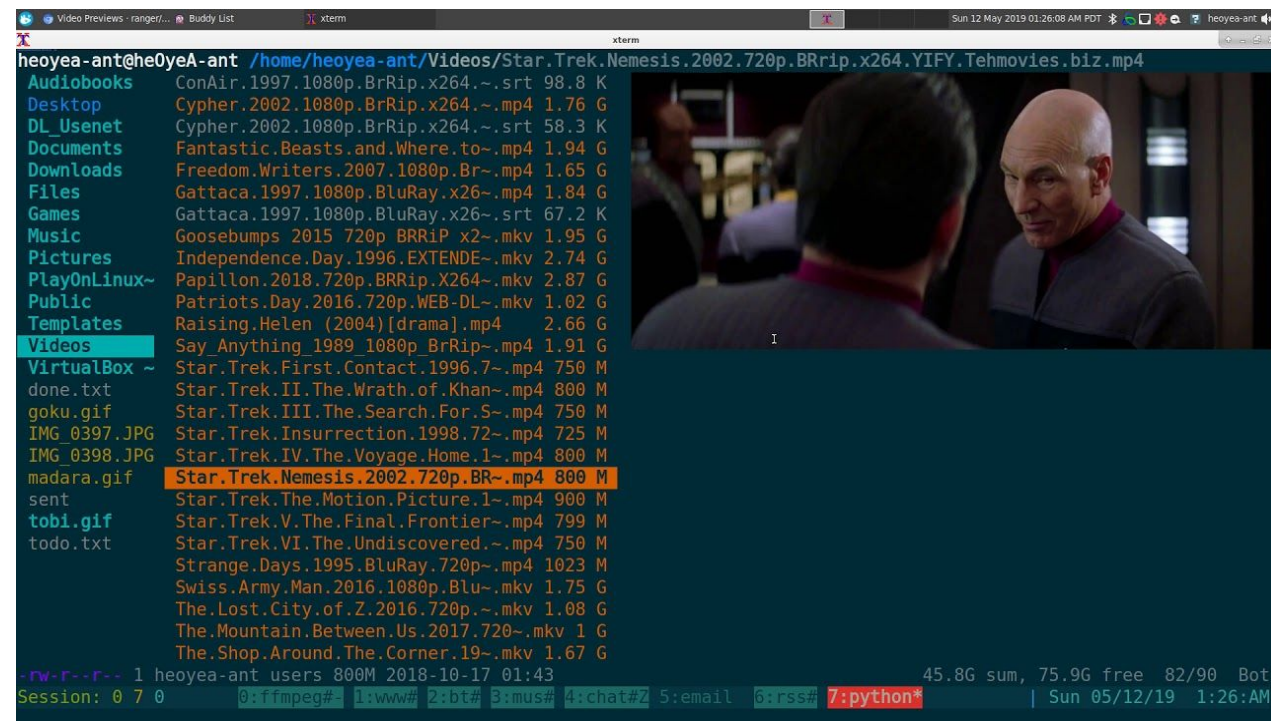 Video Previews · ranger/... Buddy List xterm Sun 12 May 2019 01:26:08 AM PDT heoyea-ant
xterm
heoyea-ant@heOyeA-ant /home/heoyea-ant/Videos/Star.Trek.Nemesis.2002.720p.BRrip.x264.YIFY.Tehmovies.biz.mp4
Audiobooks ConAir.1997.1080p.BrRip.x264.~.srt 98.8 K
Desktop Cypher.2002.1080p.BrRip.x264.~.mp4 1.76 G
DL_Usenet Cypher.2002.1080p.BrRip.x264.~.srt 58.3 K
Documents Fantastic.Beasts.and.Where.to~.mp4 1.94 G
Downloads Freedom.Writers.2007.1080p.Br~.mp4 1.65 G
Files Gattaca.1997.1080p.BluRay.x26~.mp4 1.84 G
Games Gattaca.1997.1080p.BluRay.x26~.srt 67.2 K
Music Goosebumps 2015 720p BRRiP x2~.mkv 1.95 G
Pictures Independence.Day.1996.EXTENDE~.mkv 2.74 G
PlayOnLinux~ Papillon.2018.720p.BRRip.X264~.mkv 2.87 G
Public Patriots.Day.2016.720p.WEB-DL~.mkv 1.02 G
Templates Raising.Helen (2004)[drama].mp4 2.66 G
Videos Say_Anything_1989_1080p_BrRip~.mp4 1.91 G
VirtualBox ~ Star.Trek.First.Contact.1996.7~.mp4 750 M
done.txt Star.Trek.II.The.Wrath.of.Khan~.mp4 800 M
goku.gif Star.Trek.III.The.Search.For.S~.mp4 750 M
IMG_0397.JPG Star.Trek.Insurrection.1998.72~.mp4 725 M
IMG_0398.JPG Star.Trek.IV.The.Voyage.Home.1~.mp4 800 M
madara.gif Star.Trek.Nemesis.2002.720p.BR~.mp4 800 M
sent Star.Trek.The.Motion.Picture.1~.mp4 900 M
tobi.gif Star.Trek.V.The.Final.Frontier~.mp4 799 M
todo.txt Star.Trek.VI.The.Undiscovered.~.mp4 750 M
Strange.Days.1995.BluRay.720p~.mp4 1023 M
Swiss.Army.Man.2016.1080p.Blu~.mkv 1.75 G
The.Lost.City.of.Z.2016.720p.~.mkv 1.08 G
The.Mountain.Between.Us.2017.720~.mkv 1 G
The.Shop.Around.The.Corner.19~.mkv 1.67 G
-rw-r--r-- 1 heoyea-ant users 800M 2018-10-17 01:43 45.8G sum, 75.9G free 82/90 Bot
Session: 0 7 0 0:ffmpeg#- 1:www# 2:bt# 3:mus# 4:chat#Z 5:email 6:rss# 7:python* | Sun 05/12/19 1:26:AM